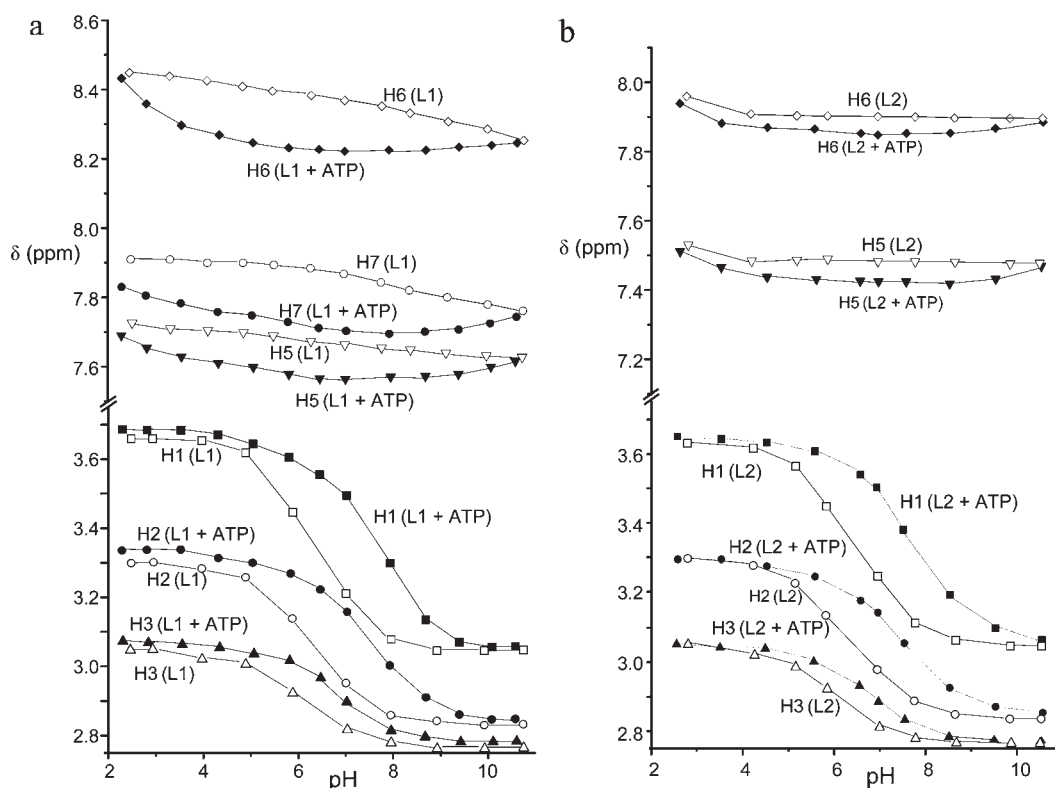 a
8.6
8.4
8.2
8.0
δ (ppm)
7.8
7.6
3.6
3.4
3.2
3.0
2.8
2
4
6
8
10
pH
H6 (L1)
H6 (L1 + ATP)
H7 (L1)
H7 (L1 + ATP)
H5 (L1)
H5 (L1 + ATP)
H1 (L1)
H1 (L1 + ATP)
H2 (L1 + ATP)
H2 (L1)
H3 (L1 + ATP)
H3 (L1)
b
8.0
7.8
7.6
δ (ppm)
7.4
7.2
3.6
3.4
3.2
3.0
2.8
2
4
6
8
10
pH
H6 (L2)
H6 (L2 + ATP)
H5 (L2)
H5 (L2 + ATP)
H1 (L2)
H1 (L2 + ATP)
H2 (L2 + ATP)
H2 (L2)
H3 (L2 + ATP)
H3 (L2)